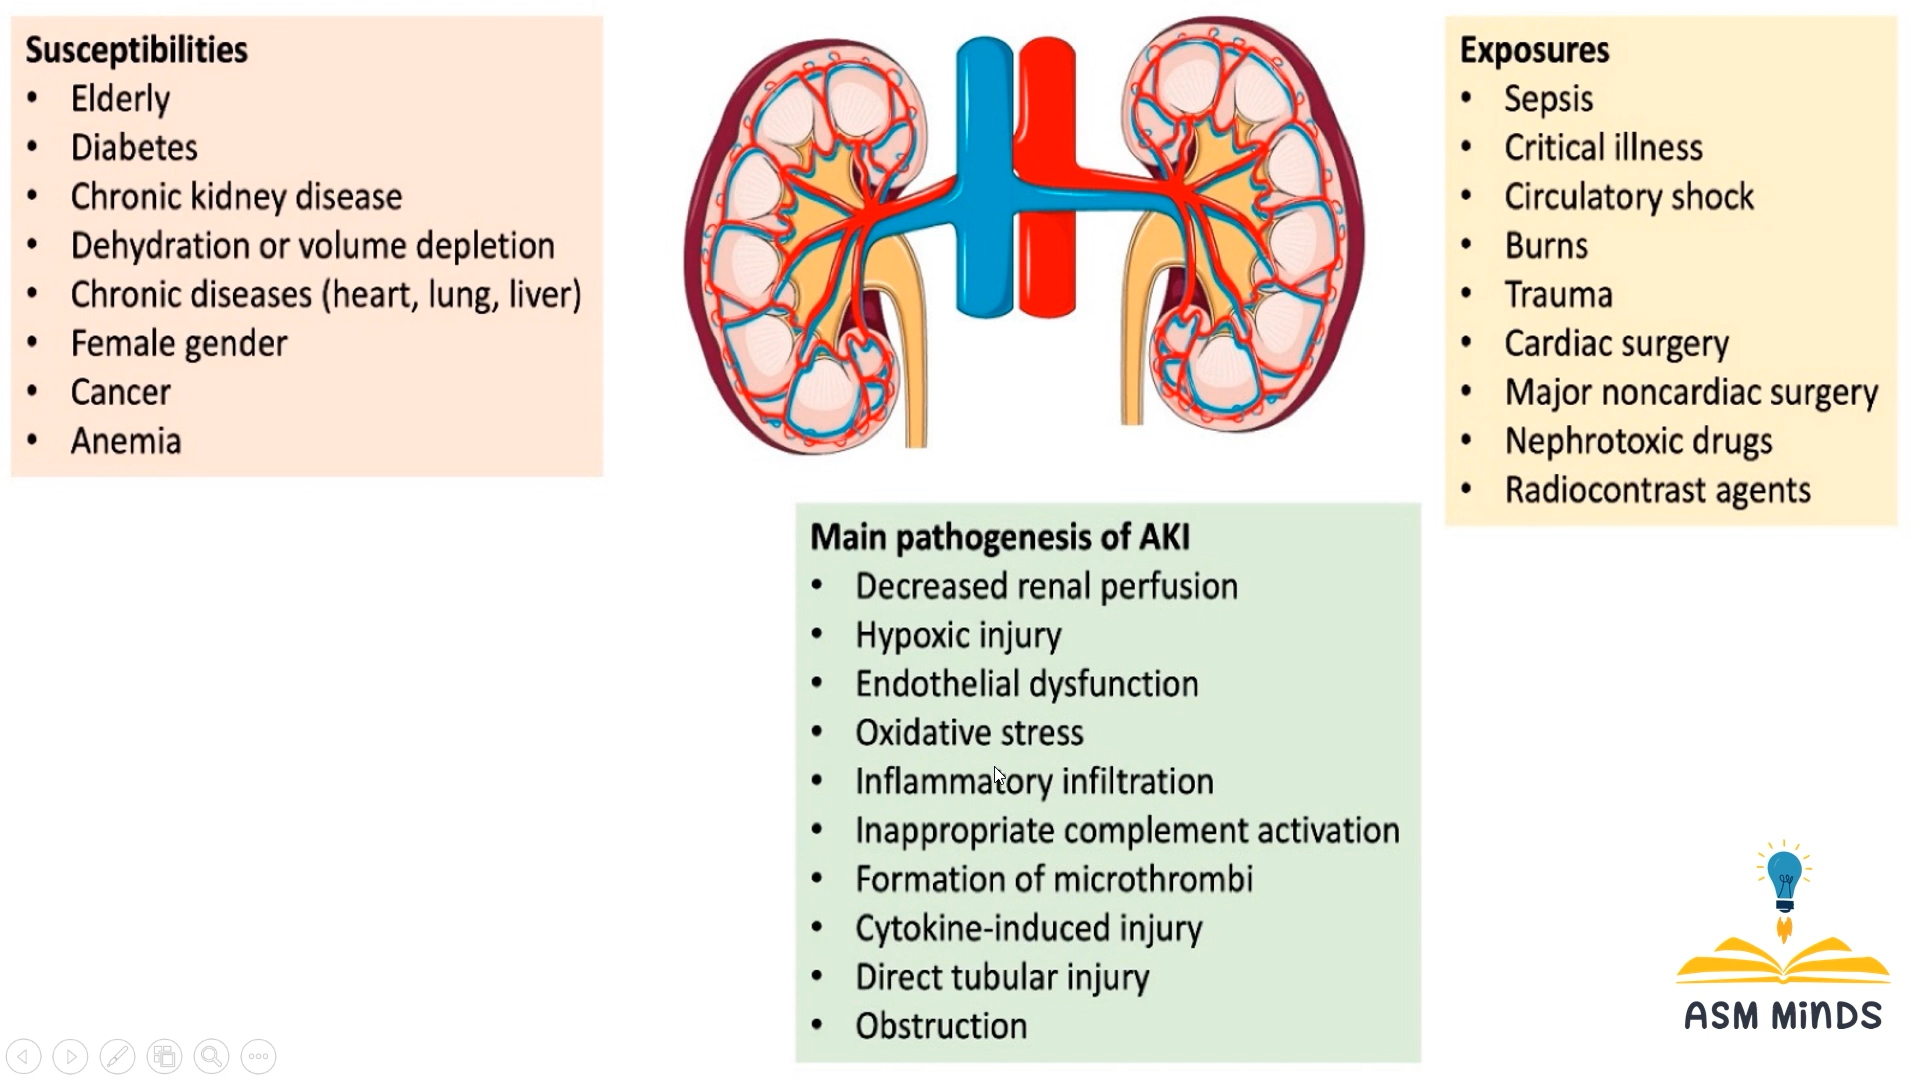 Susceptibilities
• Elderly
• Diabetes
• Chronic kidney disease
• Dehydration or volume depletion
• Chronic diseases (heart, lung, liver)
• Female gender
• Cancer
• Anemia
Exposures
• Sepsis
• Critical illness
• Circulatory shock
• Burns
• Trauma
• Cardiac surgery
• Major noncardiac surgery
• Nephrotoxic drugs
• Radiocontrast agents
Main pathogenesis of AKI
• Decreased renal perfusion
• Hypoxic injury
• Endothelial dysfunction
• Oxidative stress
• Inflammatory infiltration
• Inappropriate complement activation
• Formation of microthrombi
• Cytokine-induced injury
• Direct tubular injury
• Obstruction
ASM MiNDS